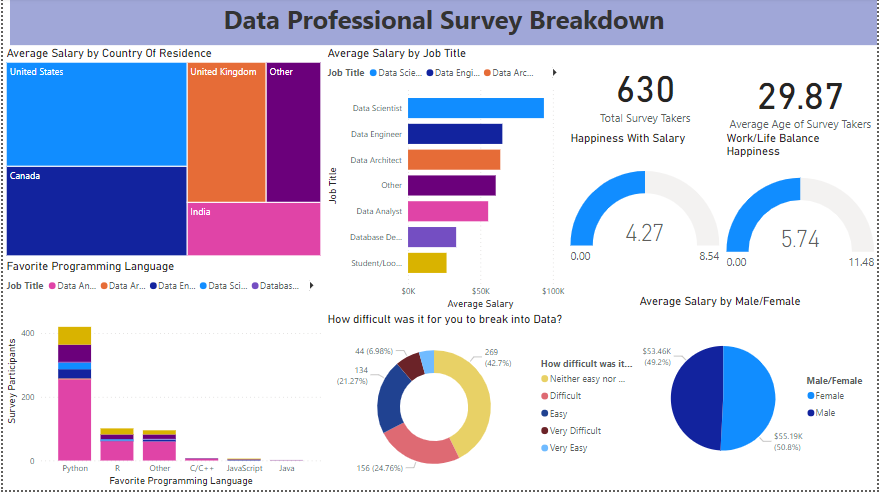 Data Professional Survey Breakdown
Average Salary by Country Of Residence
United States
United Kingdom
Other
Canada
India
Average Salary by Job Title
Job Title Data Scie... Data Engi... Data Arc...
Job Title
Data Scientist
Data Engineer
Data Architect
Other
Data Analyst
Database De...
Student/Loo...
$0K $50K $100K
Average Salary
630
Total Survey Takers
29.87
Average Age of Survey Takers
Happiness With Salary
4.27
0.00
8.54
Work/Life Balance
Happiness
5.74
0.00
11.48
Favorite Programming Language
Job Title Data An... Data Ar... Data En... Data Sci... Databas...
Survey Participants
400
200
0
Python R Other C/C++ JavaScript Java
Favorite Programming Language
How difficult was it for you to break into Data?
44 (6.98%)
269
(42.7%)
134
(21.27%)
156 (24.76%)
How difficult was it...
Neither easy nor ...
Difficult
Easy
Very Difficult
Very Easy
Average Salary by Male/Female
$53.46K
(49.2%)
$55.19K
(50.8%)
Male/Female
Female
Male